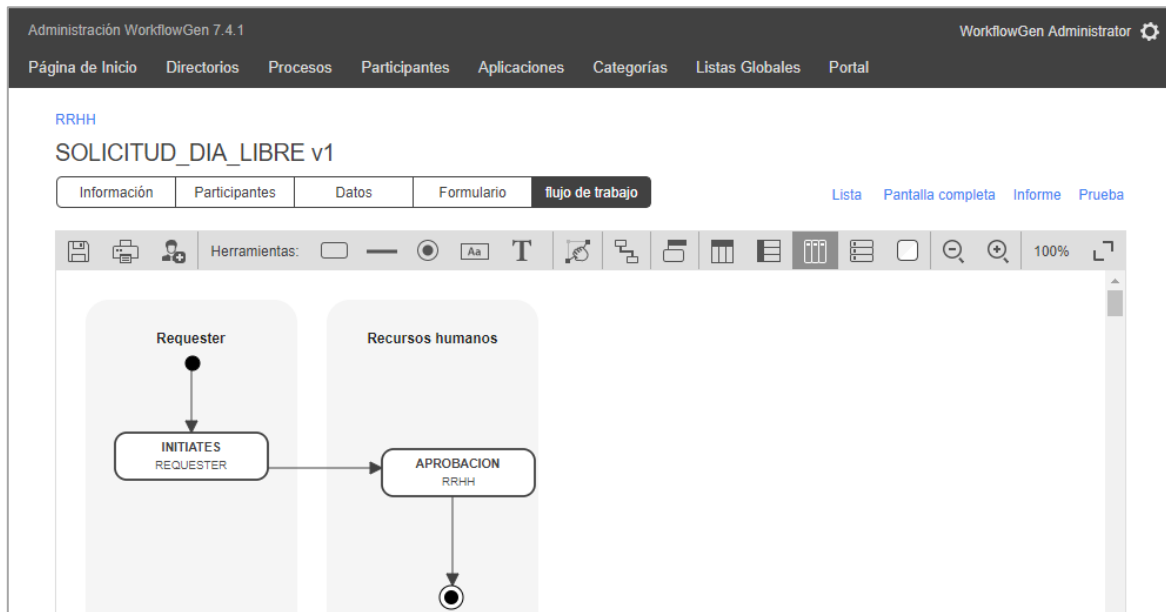 Administración WorkflowGen 7.4.1
WorkflowGen Administrator
Página de Inicio Directorios Procesos Participantes Aplicaciones Categorías Listas Globales Portal
RRHH
SOLICITUD_DIA_LIBRE v1
Información Participantes Datos Formulario flujo de trabajo
Lista Pantalla completa Informe Prueba
Herramientas: Aa T 100%
Requester
Recursos humanos
INITIATES
REQUESTER
APROBACION
RRHH